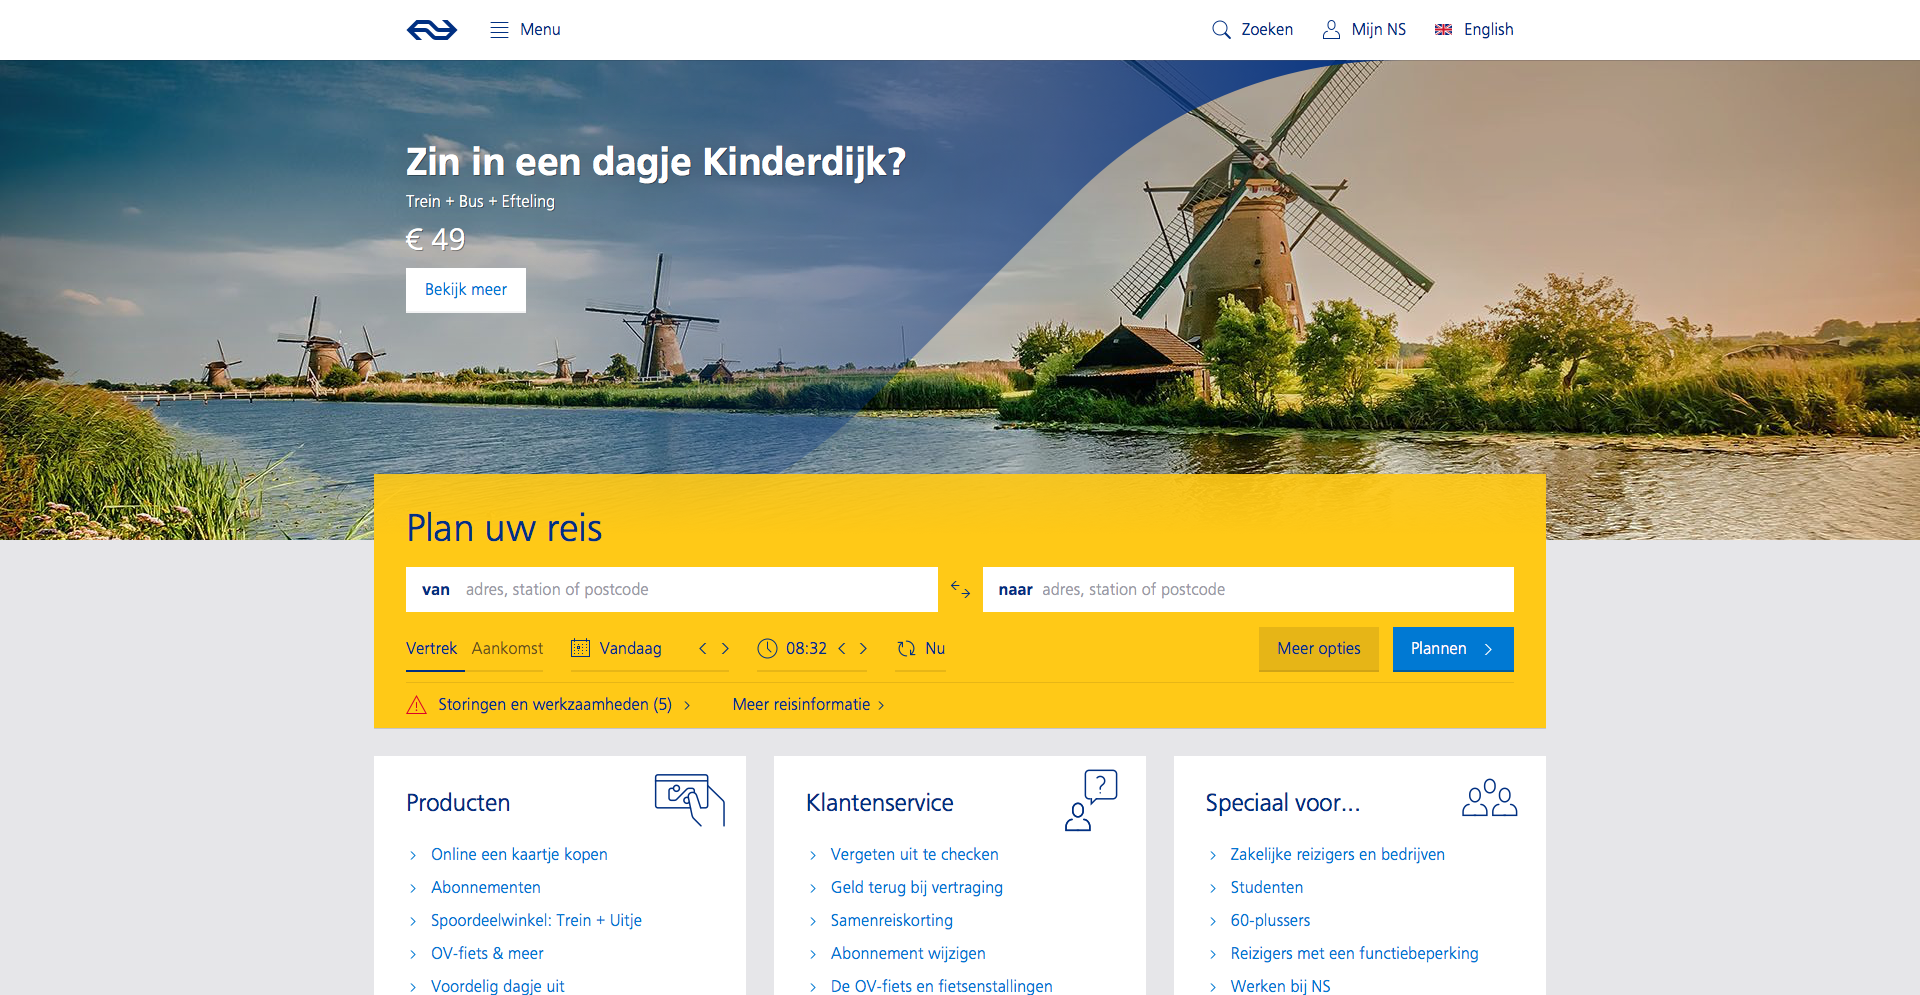 Menu
Zoeken
Mijn NS
English
Zin in een dagje Kinderdijk?
Trein + Bus + Efteling
€ 49
Bekijk meer
Plan uw reis
van adres, station of postcode
naar adres, station of postcode
Vertrek Aankomst Vandaag 08:32 Nu
Meer opties
Plannen
Storingen en werkzaamheden (5)
Meer reisinformatie
Producten
Online een kaartje kopen
Abonnementen
Spoordeelwinkel: Trein + Uitje
OV-fiets & meer
Voordelig dagje uit
?
Klantenservice
Vergeten uit te checken
Geld terug bij vertraging
Samenreiskorting
Abonnement wijzigen
De OV-fiets en fietsenstallingen
Speciaal voor...
Zakelijke reizigers en bedrijven
Studenten
60-plussers
Reizigers met een functiebeperking
Werken bij NS